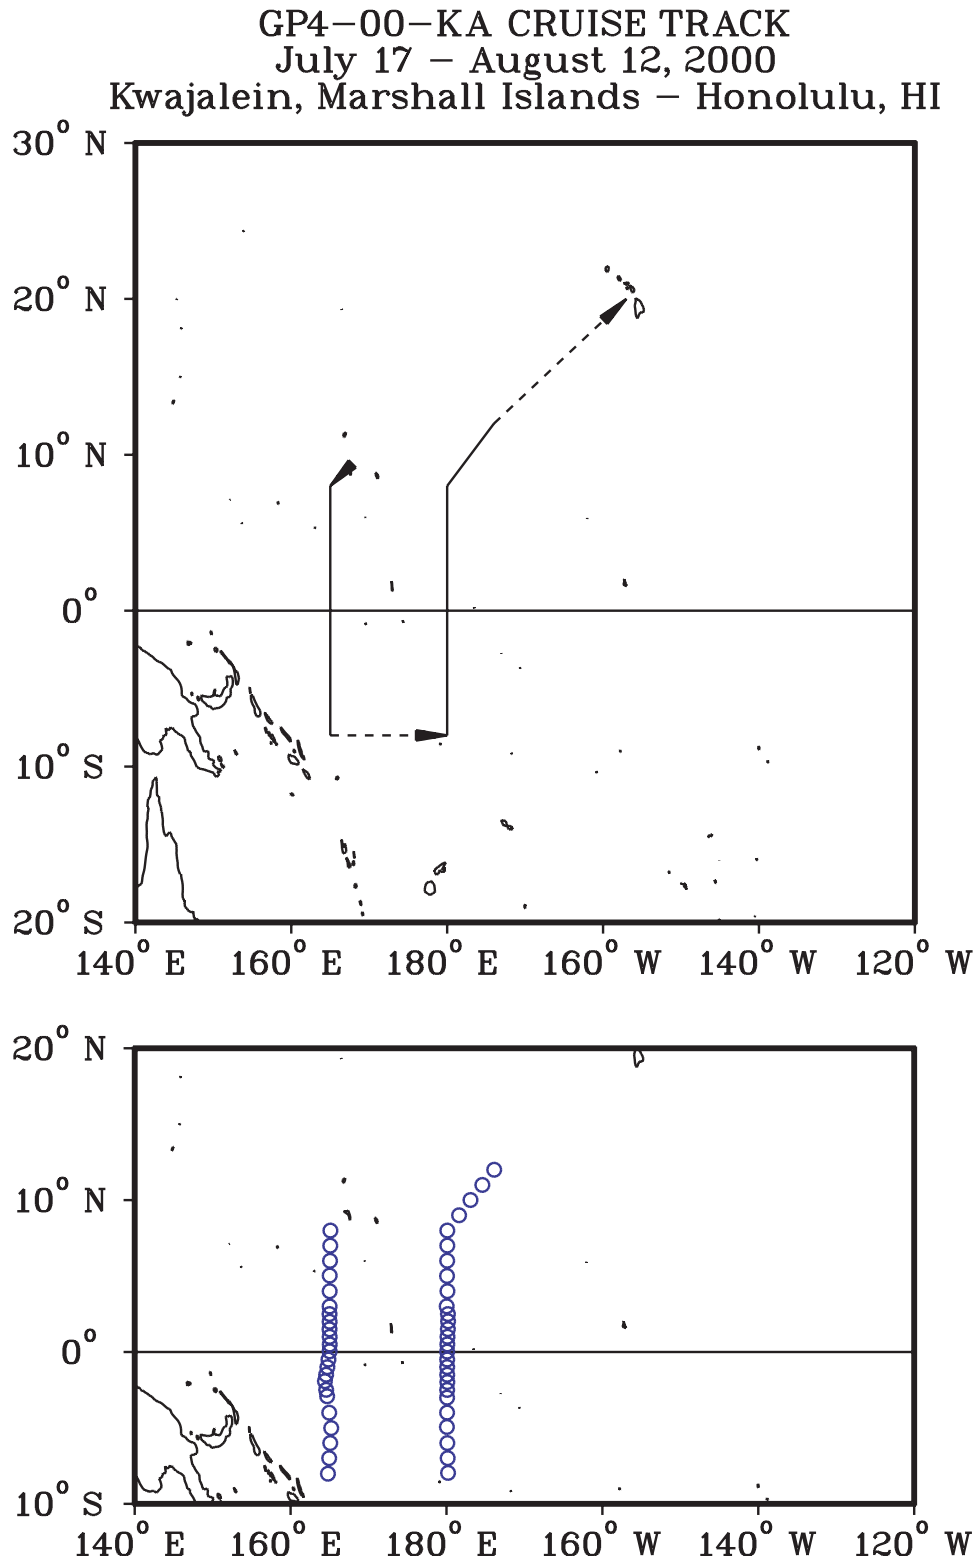 GP4-00-KA CRUISE TRACK
July 17 - August 12, 2000
Kwajalein, Marshall Islands - Honolulu, HI
30° N
20° N
10° N
0°
10° S
20° S
140° E 160° E 180° E 160° W 140° W 120° W
20° N
10° N
0°
10° S
140° E 160° E 180° E 160° W 140° W 120° W